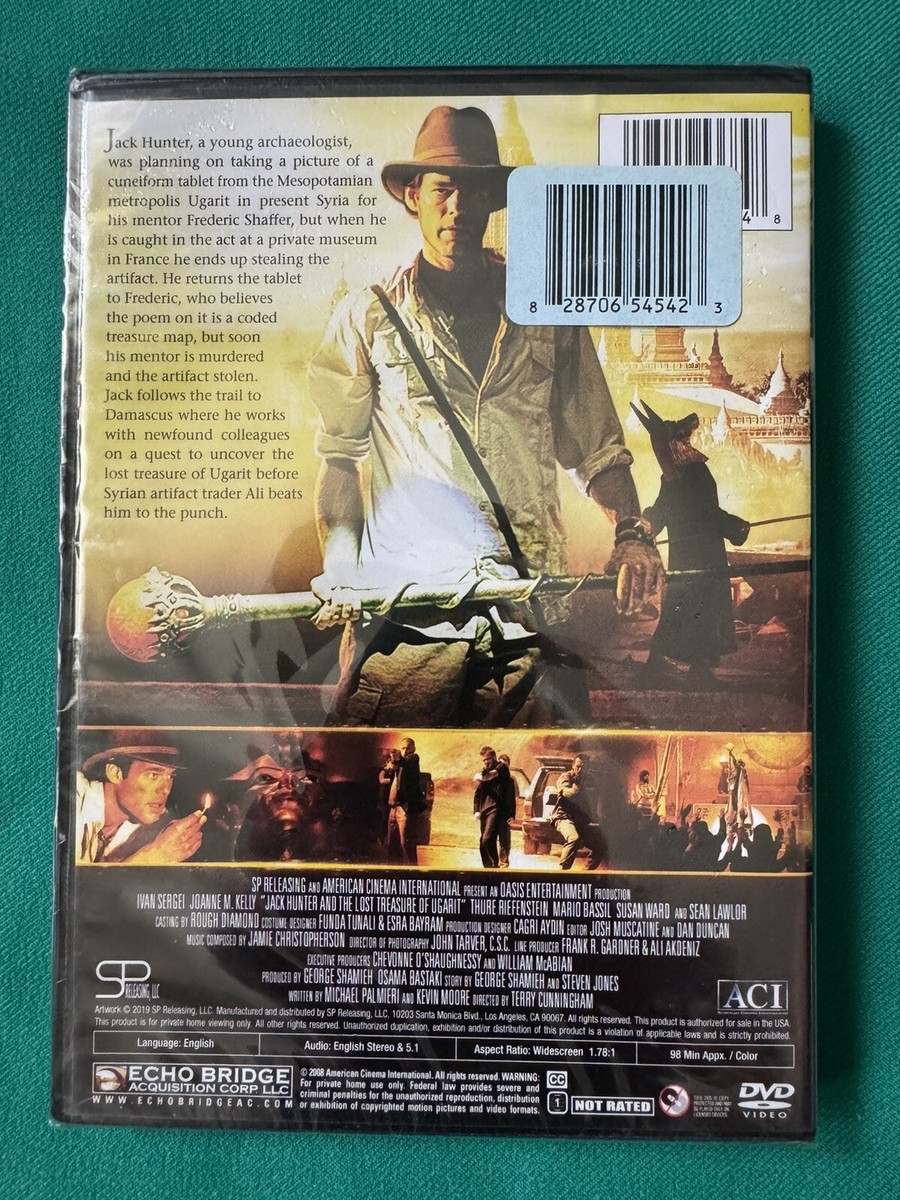 Jack Hunter, a young archaeologist,
was planning on taking a picture of a
cuneiform tablet from the Mesopotamian
metropolis Ugarit in present Syria for
his mentor Frederic Shaffer, but when he
is caught in the act at a private museum
in France he ends up stealing the
artifact. He returns the tablet
to Frederic, who believes
the poem on it is a coded
treasure map, but soon
his mentor is murdered
and the artifact stolen.
Jack follows the trail to
Damascus where he works
with newfound colleagues
on a quest to uncover the
lost treasure of Ugarit before
Syrian artifact trader Ali beats
him to the punch.
4 8
8 28706 54542 3
SP RELEASING AND AMERICAN CINEMA INTERNATIONAL PRESENT AN OASIS ENTERTAINMENT PRODUCTION
IVAN SERGEI JOANNE M. KELLY "JACK HUNTER AND THE LOST TREASURE OF UGARIT" THURE RIEFENSTEIN MARIO BASSIL SUSAN WARD AND SEAN LAWLOR
CASTING BY ROUGH DIAMOND COSTUME DESIGNER FUNDA TUNALI & ESRA BAYRAM PRODUCTION DESIGNER CAGRI AYDIN EDITOR JOSH MUSCATINE AND DAN DUNCAN
MUSIC COMPOSED BY JAMIE CHRISTOPHERSON DIRECTOR OF PHOTOGRAPHY JOHN TARVER, C.S.C. LINE PRODUCER FRANK R. GARDNER & ALI AKDENIZ
EXECUTIVE PRODUCERS CHEVONNE O'SHAUGHNESSY AND WILLIAM McABIAN
PRODUCED BY GEORGE SHAMIEH OSAMA BASTAKI STORY BY GEORGE SHAMIEH AND STEVEN JONES
WRITTEN BY MICHAEL PALMIERI AND KEVIN MOORE DIRECTED BY TERRY CUNNINGHAM
SP RELEASING, LLC
ACI
Artwork © 2019 SP Releasing, LLC. Manufactured and distributed by SP Releasing, LLC, 10203 Santa Monica Blvd., Los Angeles, CA 90067, All rights reserved. This product is authorized for sale in the USA.
This product is for private home viewing only. All other rights reserved. Unauthorized duplication, exhibition and/or distribution of this product is a violation of applicable laws and is strictly prohibited.
Language: English
Audio: English Stereo & 5.1
Aspect Ratio: Widescreen 1.78:1
98 Min Appx. / Color
ECHO BRIDGE
ACQUISITION CORP LLC
WWW.ECHOBRIDGEAC.COM
© 2008 American Cinema International. All rights reserved. WARNING:
For private home use only. Federal law provides severe and
criminal penalties for the unauthorized reproduction, distribution
or exhibition of copyrighted motion pictures and video formats.
CC
1
NOT RATED
DVD
VIDEO